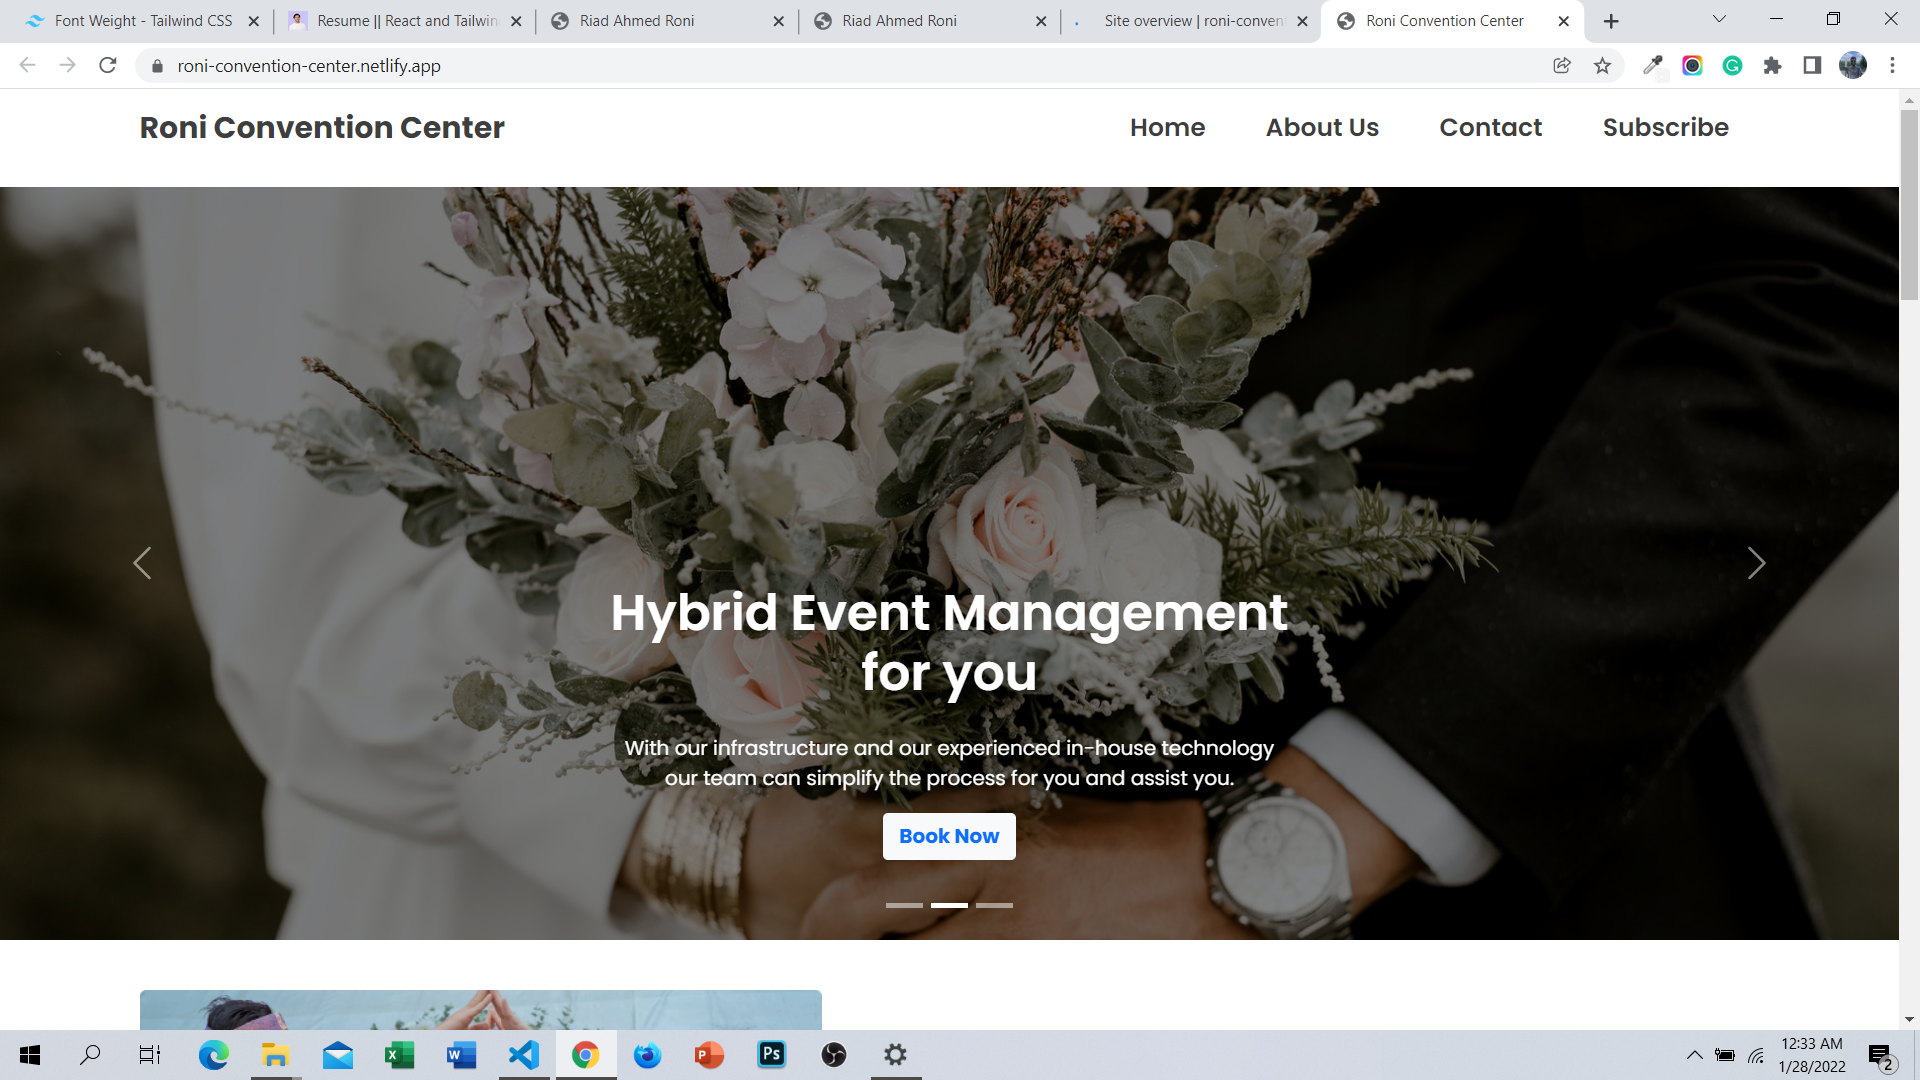 Font Weight - Tailwind CSS
Resume || React and Tailwin
Riad Ahmed Roni
Riad Ahmed Roni
Site overview | roni-conven
Roni Convention Center
roni-convention-center.netlify.app
Roni Convention Center
Home
About Us
Contact
Subscribe
Hybrid Event Management
for you
With our infrastructure and our experienced in-house technology
our team can simplify the process for you and assist you.
Book Now
12:33 AM
1/28/2022
2